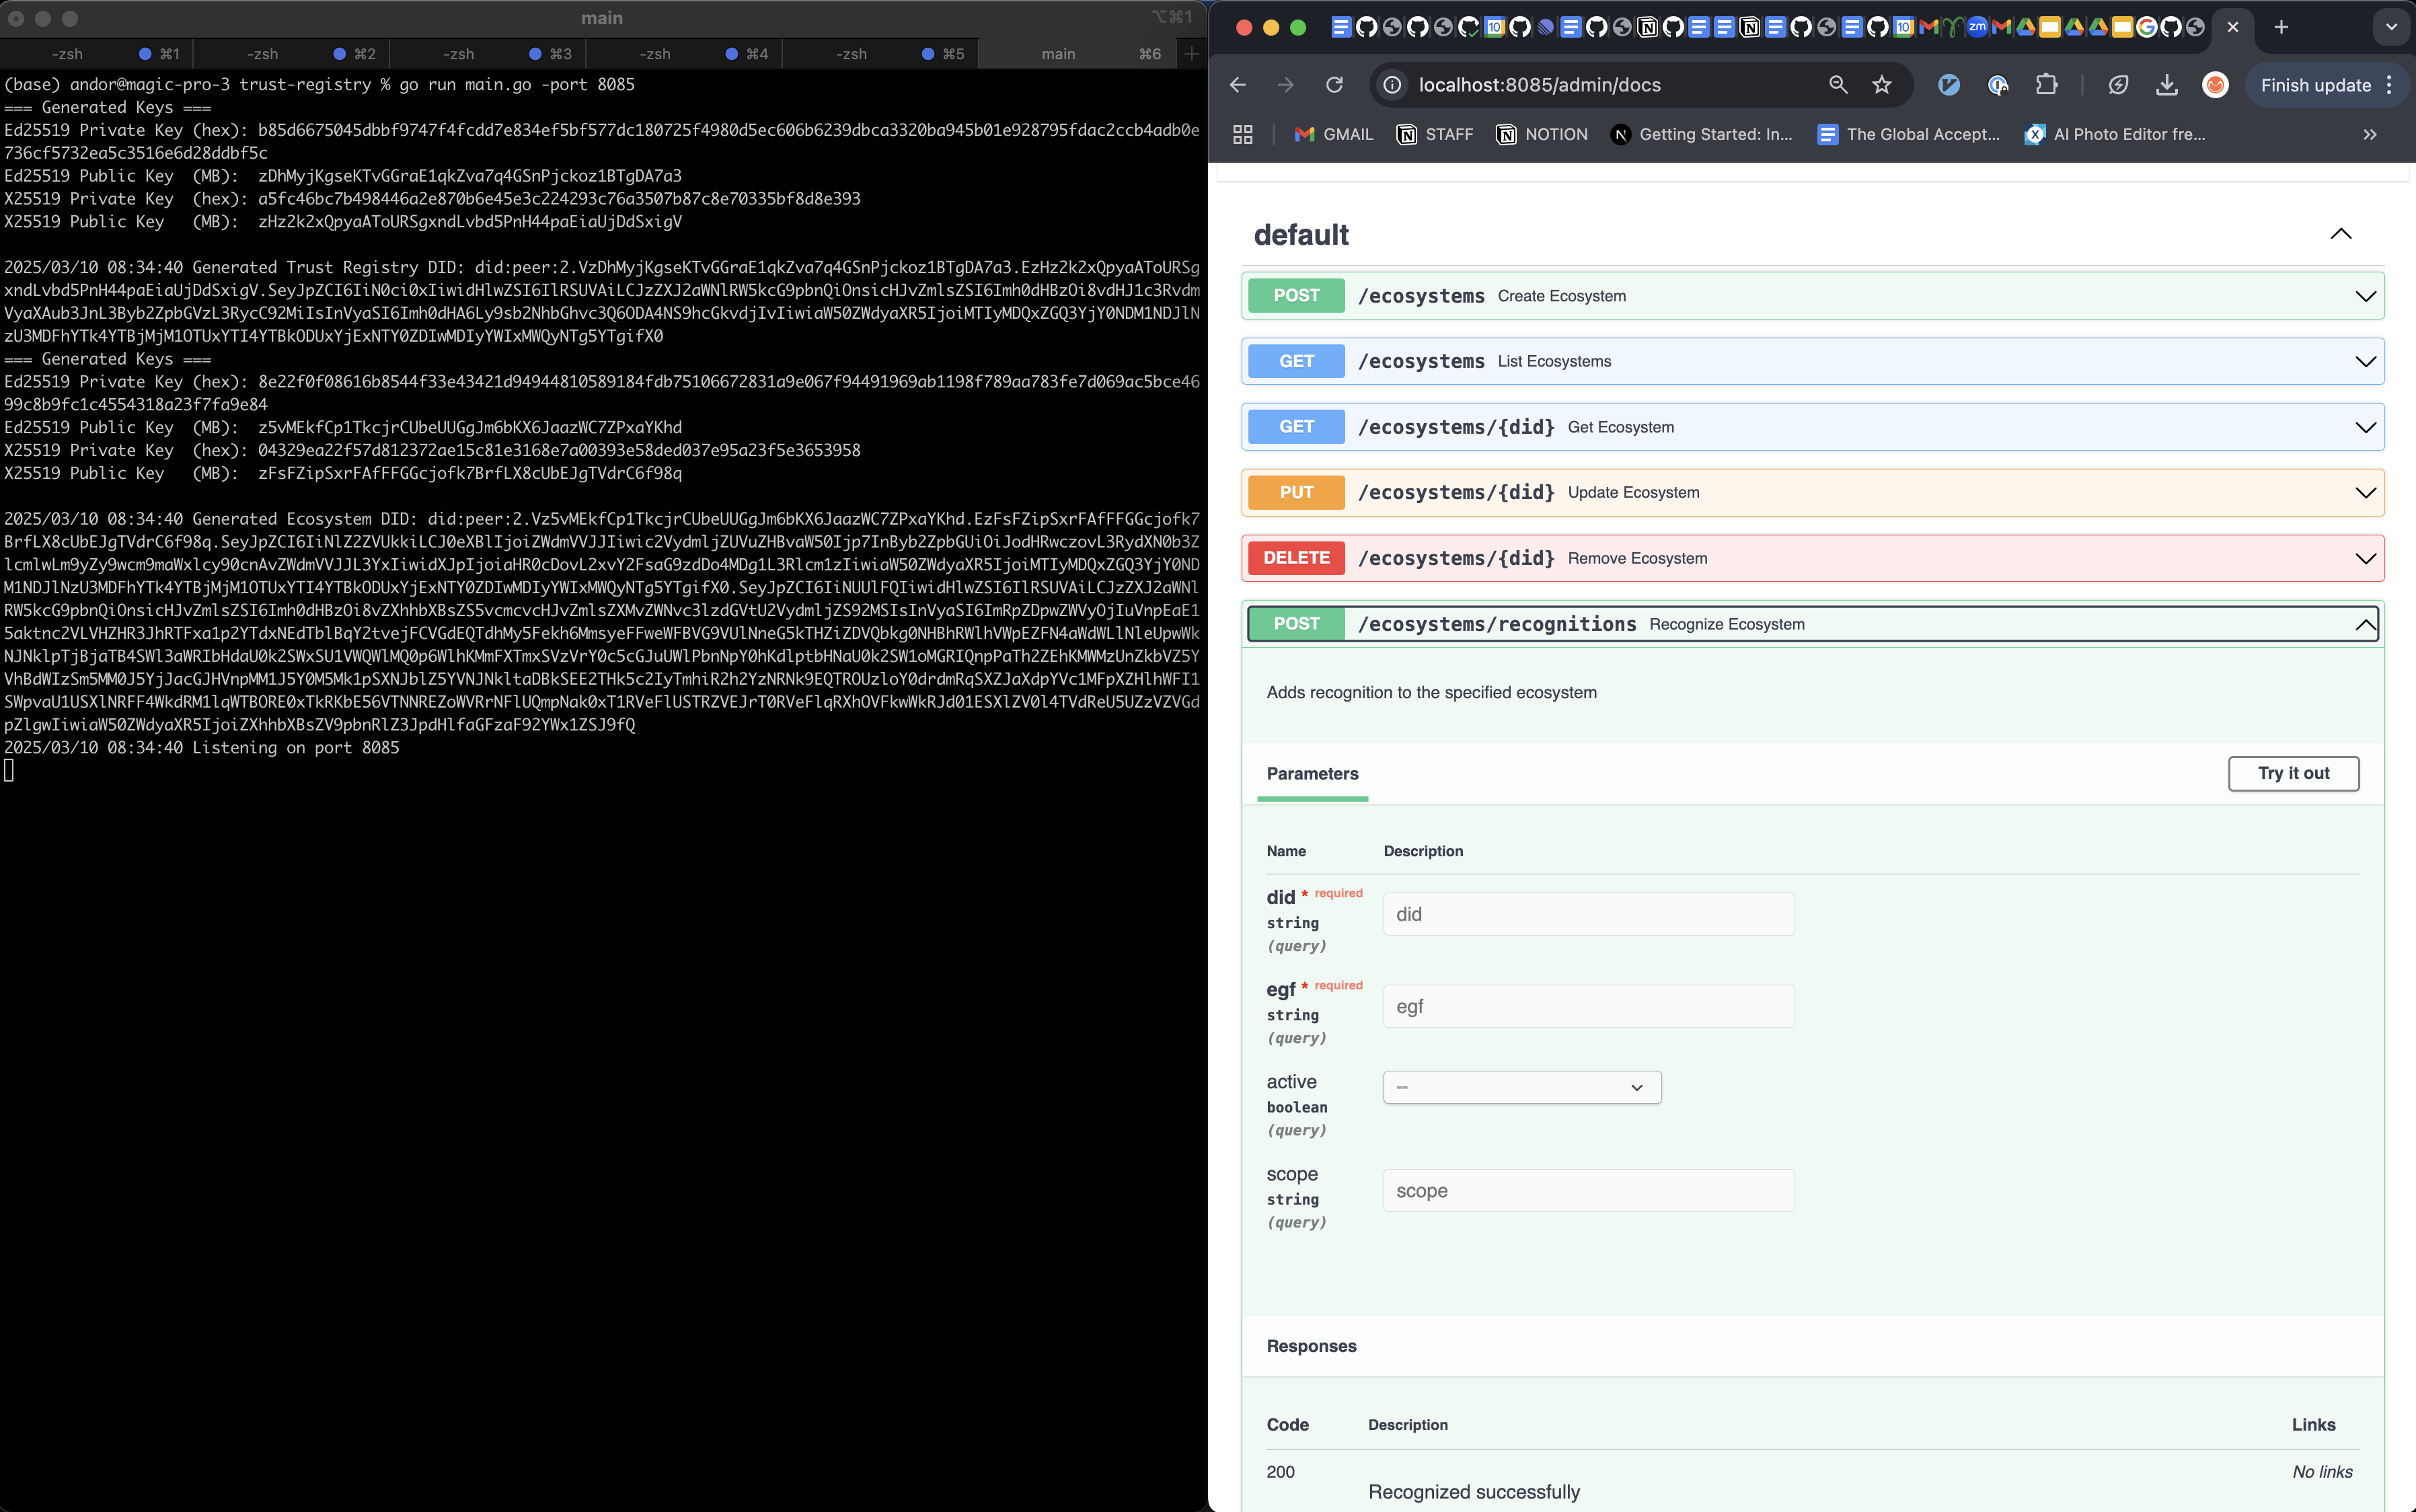 main
⌥⌘1
-zsh ⌘1
-zsh ⌘2
-zsh ⌘3
-zsh ⌘4
-zsh ⌘5
main ⌘6
(base) andor@magic-pro-3 trust-registry % go run main.go -port 8085
=== Generated Keys ===
Ed25519 Private Key (hex): b85d6675045dbbf9747f4fcdd7e834ef5bf577dc180725f4980d5ec606b6239dbca3320ba945b01e928795fdac2ccb4adb0e
736cf5732ea5c3516e6d28ddbf5c
Ed25519 Public Key  (MB):  zDhMyjKgseKTvGGraE1qkZva7q4GSnPjckoz1BTgDA7a3
X25519 Private Key  (hex): a5fc46bc7b498446a2e870b6e45e3c224293c76a3507b87c8e70335bf8d8e393
X25519 Public Key   (MB):  zHz2k2xQpyaAToURSgxndLvbd5PnH44paEiaUjDdSxigV
2025/03/10 08:34:40 Generated Trust Registry DID: did:peer:2.VzDhMyjKgseKTvGGraE1qkZva7q4GSnPjckoz1BTgDA7a3.EzHz2k2xQpyaAToURSg
xndLvbd5PnH44paEiaUjDdSxigV.SeyJpZCI6IiN0ci0xIiwidHlwZSI6IlRSUVAiLCJzZXJ2aWNlRW5kcG9pbnQiOnsicHJvZmlsZSI6Imh0dHBzOi8vdHJ1c3Rvdm
VyaXAub3JnL3Byb2ZpbGVzL3RycC92MiIsInVyaSI6Imh0dHA6Ly9sb2NhbGhvc3Q6ODA4NS9hcGkvdjIvIiwiaW50ZWdyaXR5IjoiMTIyMDQxZGQ3YjY0NDM1NDJlN
zU3MDFhYTk4YTBjMjM1OTUxYTI4YTBkODUxYjExNTY0ZDIwMDIyYWIxMWQyNTg5YTgifX0
=== Generated Keys ===
Ed25519 Private Key (hex): 8e22f0f08616b8544f33e43421d94944810589184fdb75106672831a9e067f94491969ab1198f789aa783fe7d069ac5bce46
99c8b9fc1c4554318a23f7fa9e84
Ed25519 Public Key  (MB):  z5vMEkfCp1TkcjrCUbeUUGgJm6bKX6JaazWC7ZPxaYKhd
X25519 Private Key  (hex): 04329ea22f57d812372ae15c81e3168e7a00393e58ded037e95a23f5e3653958
X25519 Public Key   (MB):  zFsFZipSxrFAfFFGGcjofk7BrfLX8cUbEJgTVdrC6f98q
2025/03/10 08:34:40 Generated Ecosystem DID: did:peer:2.Vz5vMEkfCp1TkcjrCUbeUUGgJm6bKX6JaazWC7ZPxaYKhd.EzFsFZipSxrFAfFFGGcjofk7
2025/03/10 08:34:40 Listening on port 8085
localhost:8085/admin/docs
Finish update
GMAIL
STAFF
NOTION
Getting Started: In...
The Global Accept...
AI Photo Editor fre...
default
POST /ecosystems Create Ecosystem
GET /ecosystems List Ecosystems
GET /ecosystems/{did} Get Ecosystem
PUT /ecosystems/{did} Update Ecosystem
DELETE /ecosystems/{did} Remove Ecosystem
POST /ecosystems/recognitions Recognize Ecosystem
Adds recognition to the specified ecosystem
Parameters
Try it out
Name Description
did * required
string
(query)
did
egf * required
string
(query)
egf
active
boolean
(query)
--
scope
string
(query)
scope
Responses
Code Description Links
200
Recognized successfully
No links